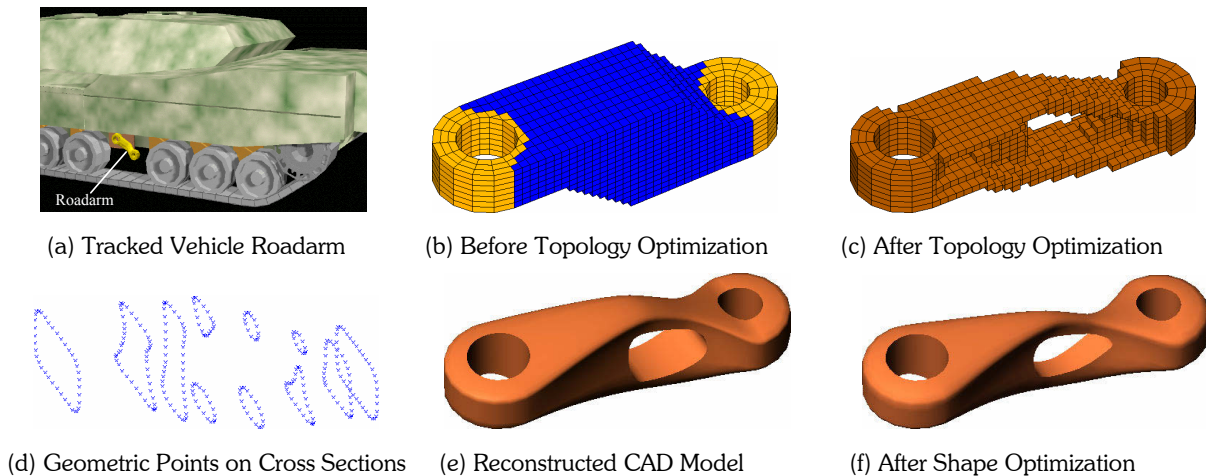 Roadarm
(a) Tracked Vehicle Roadarm
(b) Before Topology Optimization
(c) After Topology Optimization
(d) Geometric Points on Cross Sections
(e) Reconstructed CAD Model
(f) After Shape Optimization